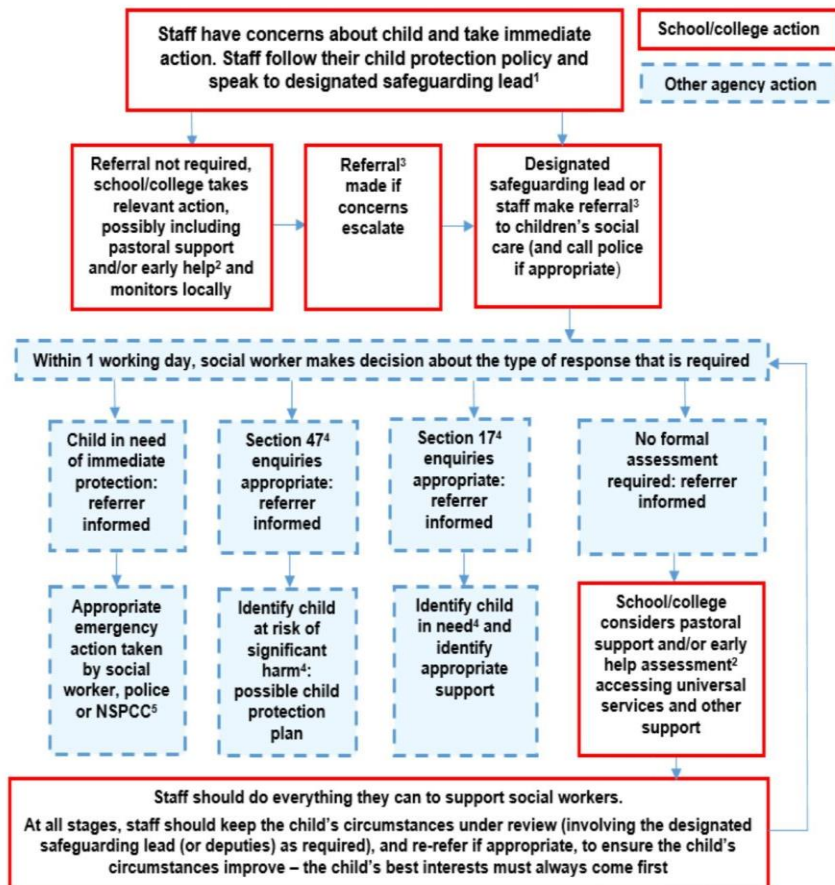 Staff have concerns about child and take immediate
action. Staff follow their child protection policy and
speak to designated safeguarding lead¹
School/college action
Other agency action
Referral not required,
school/college takes
relevant action,
possibly including
pastoral support
and/or early help² and
monitors locally
Referral³
made if
concerns
escalate
Designated
safeguarding lead or
staff make referral³
to children’s social
care (and call police
if appropriate)
Within 1 working day, social worker makes decision about the type of response that is required
Child in need
of immediate
protection:
referrer
informed
Section 47⁴
enquiries
appropriate:
referrer
informed
Section 17⁴
enquiries
appropriate:
referrer
informed
No formal
assessment
required: referrer
informed
Appropriate
emergency
action taken
by social
worker, police
or NSPCC⁵
Identify child
at risk of
significant
harm⁴:
possible child
protection
plan
Identify child
in need⁴ and
identify
appropriate
support
School/college
considers pastoral
support and/or early
help assessment²
accessing universal
services and other
support
Staff should do everything they can to support social workers.
At all stages, staff should keep the child’s circumstances under review (involving the designated
safeguarding lead (or deputies) as required), and re-refer if appropriate, to ensure the child’s
circumstances improve – the child’s best interests must always come first